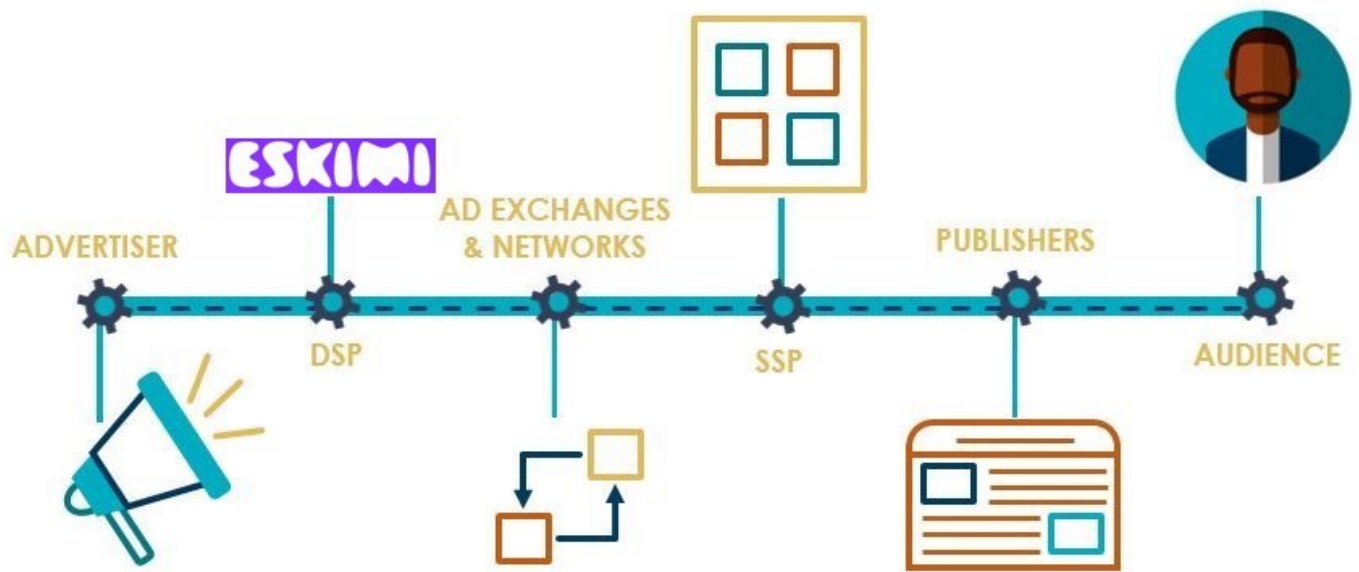 ADVERTISER
ESKIMI
DSP
AD EXCHANGES
& NETWORKS
SSP
PUBLISHERS
AUDIENCE